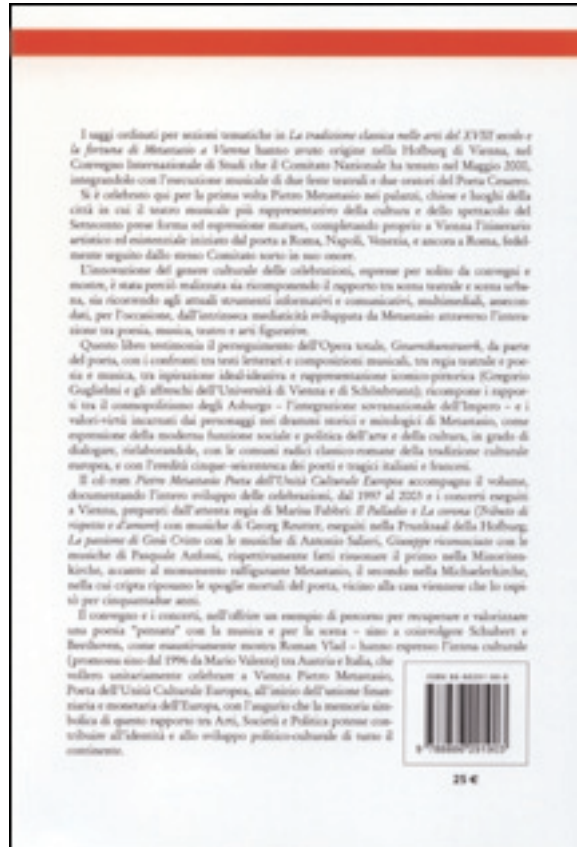 I saggi ordinati per sezioni tematiche in La tradizione classica nelle arti del XVIII secolo e
la fortuna di Metastasio a Vienna hanno avuto origine nella Hofburg di Vienna, nel
Convegno Internazionale di Studi che il Comitato Nazionale ha tenuto nel Maggio 2000,
integrandolo con l'esecuzione musicale di due feste teatrali e due oratori del Poeta Cesareo.
Si è celebrato qui per la prima volta Pietro Metastasio nei palazzi, chiese e luoghi della
città in cui il teatro musicale più rappresentativo della cultura e dello spettacolo del
Settecento prese forma ed espressione mature, completando proprio a Vienna l'itinerario
artistico ed esistenziale iniziato dal poeta a Roma, Napoli, Venezia, e ancora a Roma, fedel-
mente seguito dallo stesso Comitato sorto in suo onore.
L'innovazione del genere culturale delle celebrazioni, espresse per solito da convegni e
mostre, è stata perciò realizzata sia ricomponendo il rapporto tra scena teatrale e scena urba-
na, sia ricorrendo agli attuali strumenti informativi e comunicativi, multimediali, assecon-
dati, per l'occasione, dall'intrinseca mediaticità sviluppata da Metastasio attraverso l'intera-
zione tra poesia, musica, teatro e arti figurative.
Questo libro testimonia il perseguimento dell'Opera totale, Gesamtkunstwerk, da parte
del poeta, con i confronti tra testi letterari e composizioni musicali, tra regia teatrale e poe-
sia e musica, tra ispirazione ideal-ideativa e rappresentazione iconico-pittorica (Gregorio
Guglielmi e gli affreschi dell'Università di Vienna e di Schönbrunn); ricompone i rappor-
ti tra il cosmopolitismo degli Asburgo – l'integrazione sovranazionale dell'Impero – e i
valori-virtù incarnati dai personaggi nei drammi storici e mitologici di Metastasio, come
espressione della moderna funzione sociale e politica dell'arte e della cultura, in grado di
dialogare, rielaborandole, con le comuni radici classico-romane della tradizione culturale
europea, e con l'eredità cinque-seicentesca dei poeti e tragici italiani e francesi.
Il cd-rom Pietro Metastasio Poeta dell'Unità Culturale Europea accompagna il volume,
documentando l'intero sviluppo delle celebrazioni, dal 1997 al 2003 e i concerti eseguiti
a Vienna, preparati dall'attenta regia di Marisa Fabbri: Il Palladio e La corona (Tributo di
rispetto e d'amore) con musiche di Georg Reutter, eseguiti nella Prunksaal della Hofburg,
La passione di Gesù Cristo con le musiche di Antonio Salieri, Giuseppe riconosciuto con le
musiche di Pasquale Anfossi, rispettivamente fatti risuonare il primo nella Minoriten-
kirche, accanto al monumento raffigurante Metastasio, il secondo nella Michaelerkirche,
nella cui cripta riposano le spoglie mortali del poeta, vicino alla casa viennese che lo ospi-
tò per cinquantadue anni.
Il convegno e i concerti, nell'offrire un esempio di percorso per recuperare e valorizzare
una poesia "pensata" con la musica e per la scena – sino a coinvolgere Schubert e
Beethoven, come esaustivamente mostra Roman Vlad – hanno espresso l'intesa culturale
(promossa sino dal 1996 da Mario Valente) tra Austria e Italia, che
vollero unitariamente celebrare a Vienna Pietro Metastasio,
Poeta dell'Unità Culturale Europea, all'inizio dell'unione finan-
ziaria e monetaria dell'Europa, con l'augurio che la memoria sim-
bolica di questo rapporto tra Arti, Società e Politica potesse con-
tribuire all'identità e allo sviluppo politico-culturale di tutto il
continente.
25 €